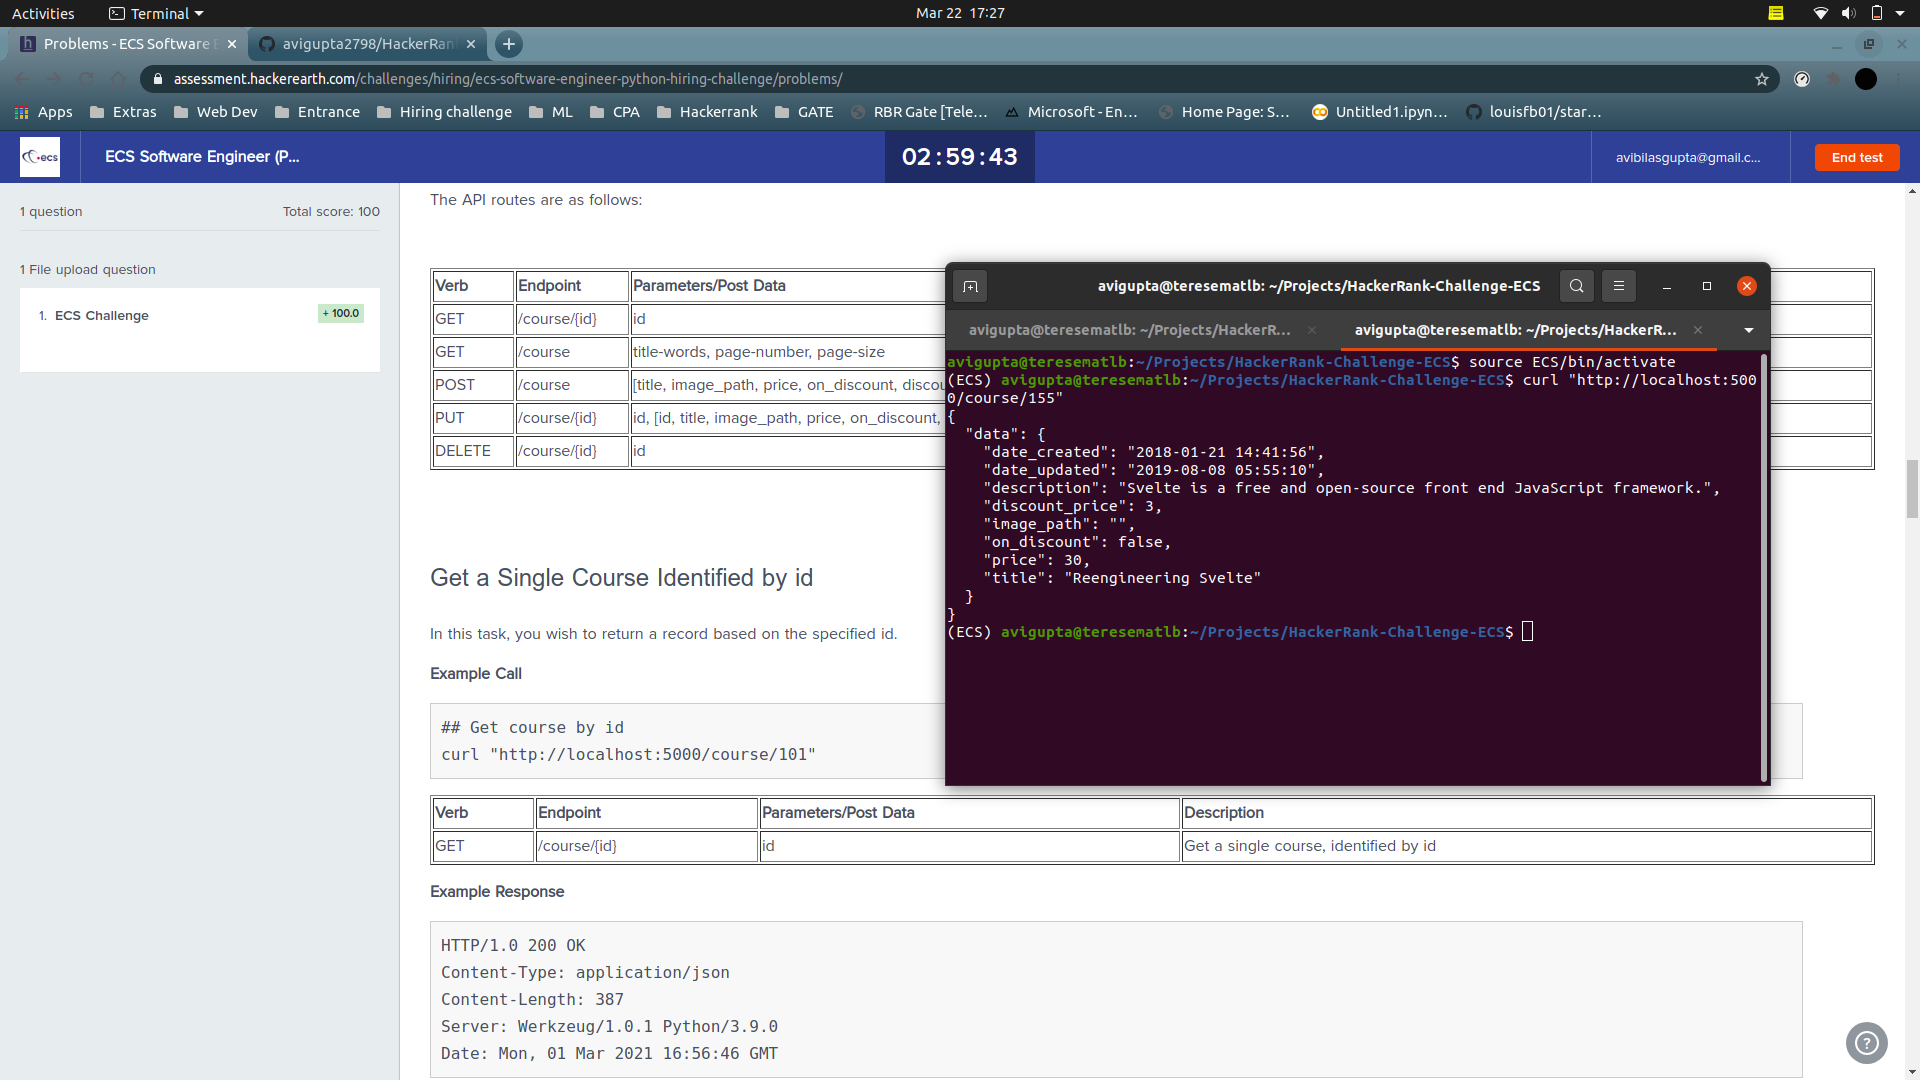 Activities
Terminal
Mar 22 17:27
Problems - ECS Software E
avigupta2798/HackerRan
assessment.hackerearth.com/challenges/hiring/ecs-software-engineer-python-hiring-challenge/problems/
Apps
Extras
Web Dev
Entrance
Hiring challenge
ML
CPA
Hackerrank
GATE
RBR Gate [Tele...
Microsoft - En...
Home Page: S...
Untitled1.ipyn...
louisfb01/star...
ecs
ECS Software Engineer (P...
02:59:43
avibilasgupta@gmail.c...
End test
1 question
Total score: 100
1 File upload question
1. ECS Challenge
+ 100.0
The API routes are as follows:
Verb Endpoint Parameters/Post Data
GET /course/{id} id
GET /course title-words, page-number, page-size
POST /course [title, image_path, price, on_discount, discou
PUT /course/{id} id, [id, title, image_path, price, on_discount,
DELETE /course/{id} id
avigupta@teresematlb: ~/Projects/HackerRank-Challenge-ECS
avigupta@teresematlb: ~/Projects/HackerR...
avigupta@teresematlb: ~/Projects/HackerR...
avigupta@teresematlb:~/Projects/HackerRank-Challenge-ECS$ source ECS/bin/activate
(ECS) avigupta@teresematlb:~/Projects/HackerRank-Challenge-ECS$ curl "http://localhost:500
0/course/155"
{
"data": {
"date_created": "2018-01-21 14:41:56",
"date_updated": "2019-08-08 05:55:10",
"description": "Svelte is a free and open-source front end JavaScript framework.",
"discount_price": 3,
"image_path": "",
"on_discount": false,
"price": 30,
"title": "Reengineering Svelte"
}
}
(ECS) avigupta@teresematlb:~/Projects/HackerRank-Challenge-ECS$
Get a Single Course Identified by id
In this task, you wish to return a record based on the specified id.
Example Call
## Get course by id
curl "http://localhost:5000/course/101"
Verb Endpoint Parameters/Post Data Description
GET /course/{id} id Get a single course, identified by id
Example Response
HTTP/1.0 200 OK
Content-Type: application/json
Content-Length: 387
Server: Werkzeug/1.0.1 Python/3.9.0
Date: Mon, 01 Mar 2021 16:56:46 GMT